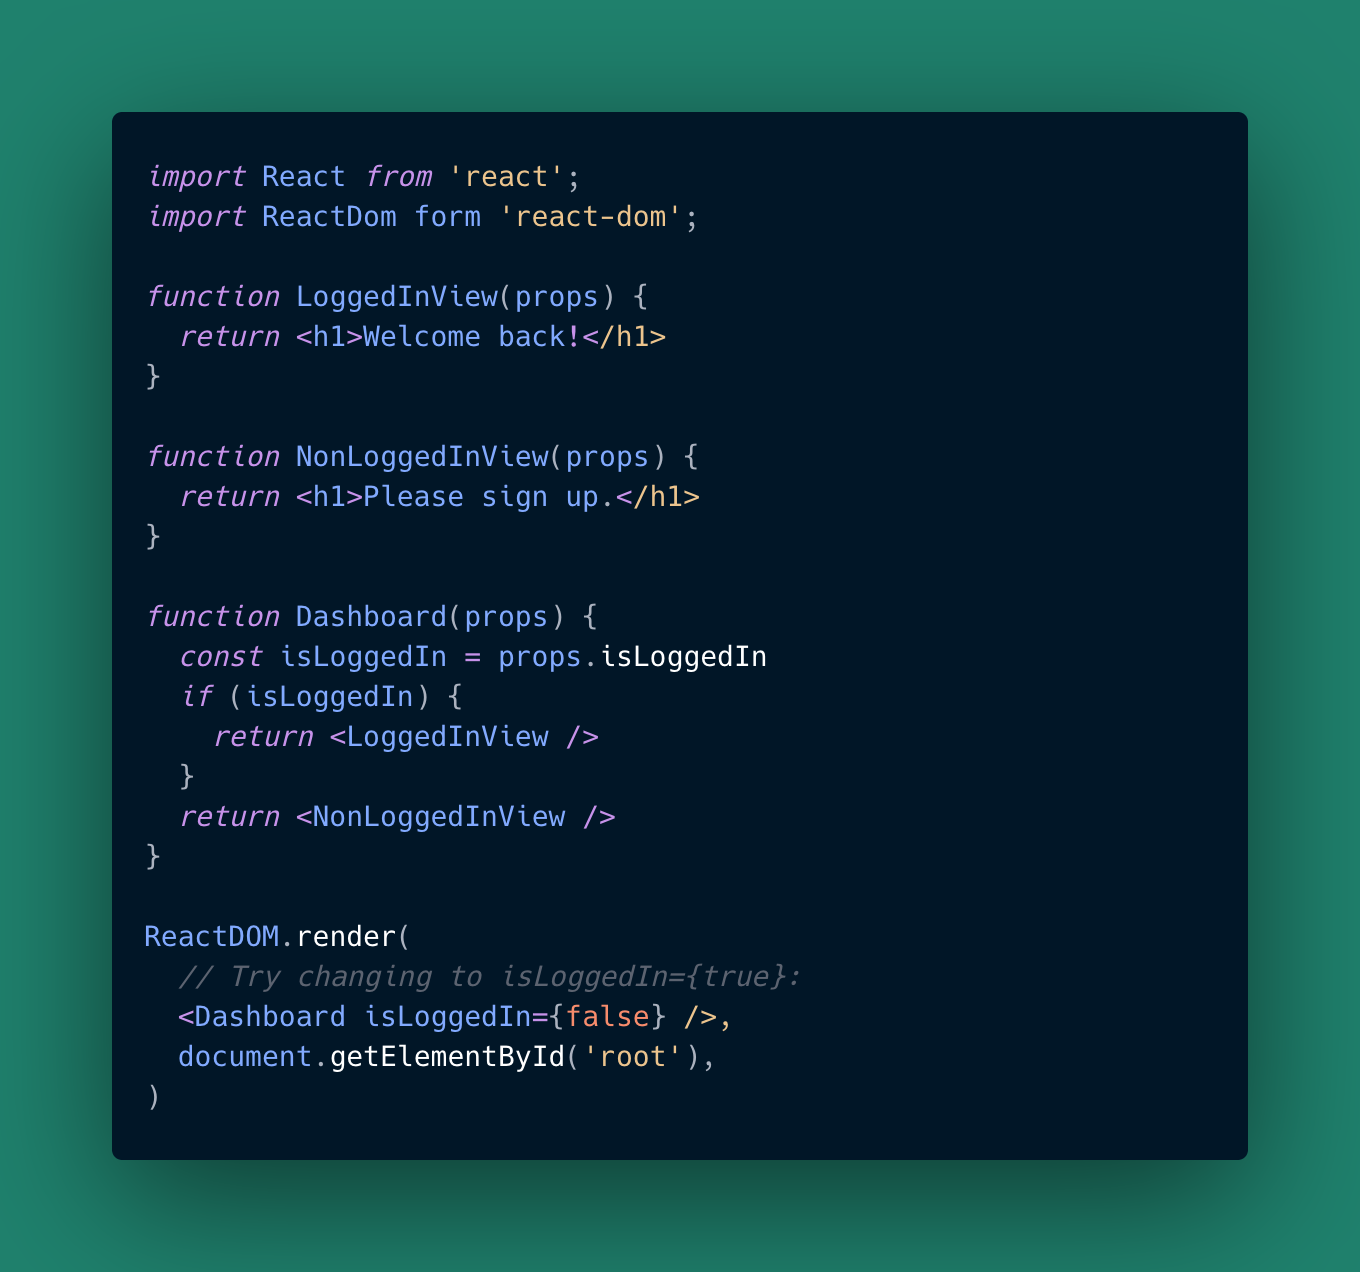 import React from 'react';
import ReactDom form 'react-dom';

function LoggedInView(props) {
  return <h1>Welcome back!</h1>
}

function NonLoggedInView(props) {
  return <h1>Please sign up.</h1>
}

function Dashboard(props) {
  const isLoggedIn = props.isLoggedIn
  if (isLoggedIn) {
    return <LoggedInView />
  }
  return <NonLoggedInView />
}

ReactDOM.render(
  // Try changing to isLoggedIn={true}:
  <Dashboard isLoggedIn={false} />,
  document.getElementById('root'),
)